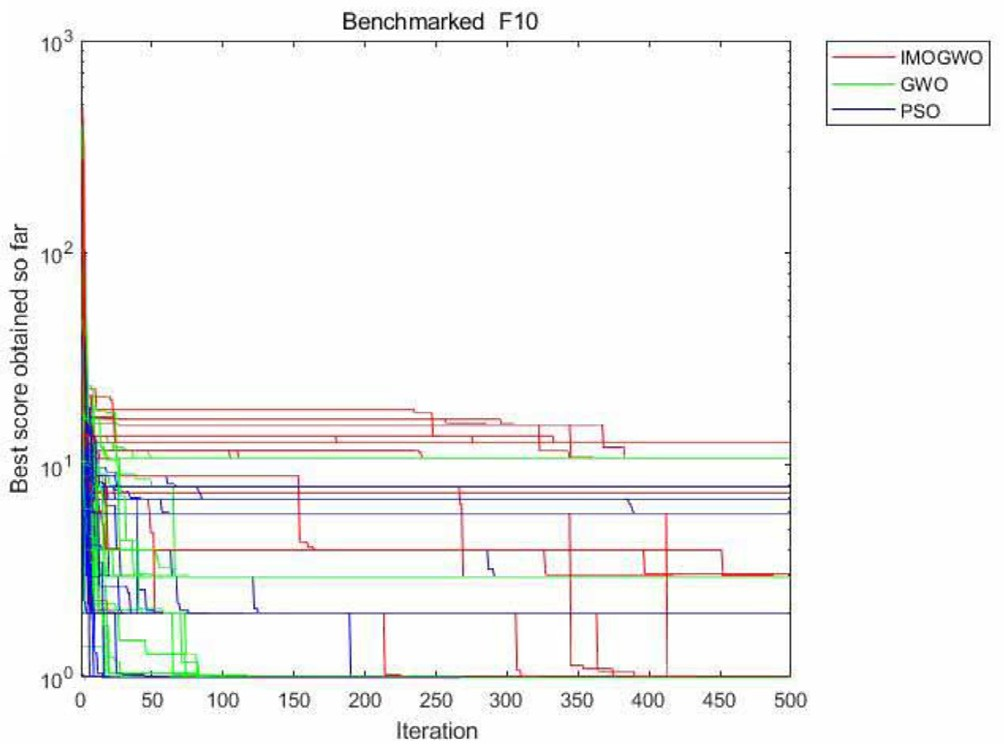 Benchmarked F10
10^3
10^2
10^1
10^0
Best score obtained so far
0 50 100 150 200 250 300 350 400 450 500
Iteration
IMOGWO
GWO
PSO